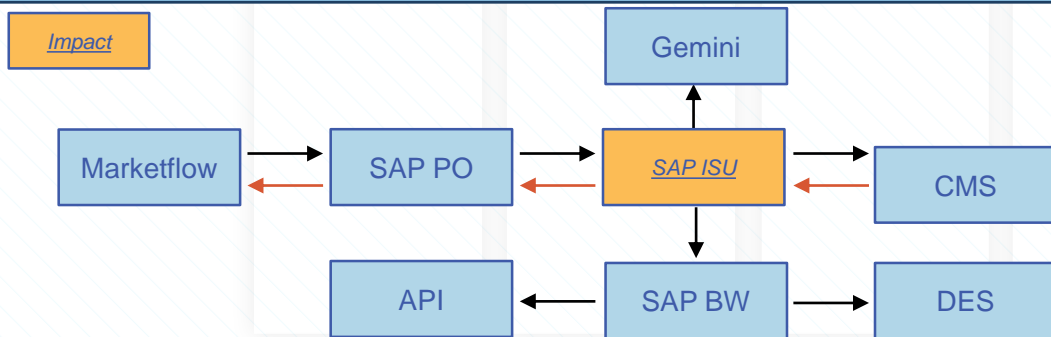 Impact
Gemini
Marketflow
SAP PO
SAP ISU
CMS
API
SAP BW
DES